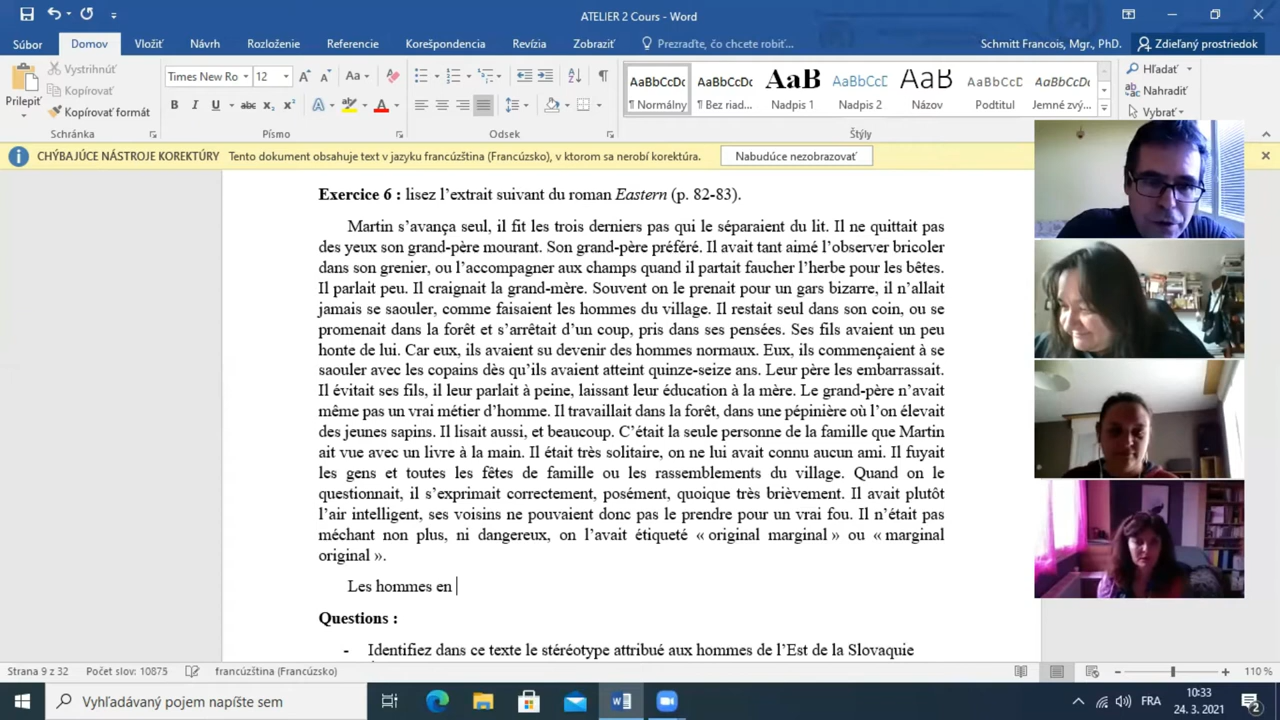 ATELIER 2 Cours - Word
Súbor Domov Vložiť Návrh Rozloženie Referencie Korešpondencia Revízia Zobraziť Prezraďte, čo chcete robiť... Schmitt Francois, Mgr., PhD. Zdieľaný prostriedok
Prilepiť
Vystrihnúť
Kopírovať
Kopírovať formát
Schránka
Times New Ro 12
Písmo
Odsek
AaBbCcDc AaBbCcDc AaB AaBbCcD AaB AaBbCcD AaBbCcDc
¶ Normálny ¶ Bez riad... Nadpis 1 Nadpis 2 Názov Podtitul Jemné zvý...
Štýly
Hľadať
Nahradiť
Vybrať
CHÝBAJÚCE NÁSTROJE KOREKTÚRY Tento dokument obsahuje text v jazyku francúzština (Francúzsko), v ktorom sa nerobí korektúra. Nabudúce nezobrazovať
Exercice 6 : lisez l’extrait suivant du roman Eastern (p. 82-83).
Martin s’avança seul, il fit les trois derniers pas qui le séparaient du lit. Il ne quittait pas
des yeux son grand-père mourant. Son grand-père préféré. Il avait tant aimé l’observer bricoler
dans son grenier, ou l’accompagner aux champs quand il partait faucher l’herbe pour les bêtes.
Il parlait peu. Il craignait la grand-mère. Souvent on le prenait pour un gars bizarre, il n’allait
jamais se saouler, comme faisaient les hommes du village. Il restait seul dans son coin, ou se
promenait dans la forêt et s’arrêtait d’un coup, pris dans ses pensées. Ses fils avaient un peu
honte de lui. Car eux, ils avaient su devenir des hommes normaux. Eux, ils commençaient à se
saouler avec les copains dès qu’ils avaient atteint quinze-seize ans. Leur père les embarrassait.
Il évitait ses fils, il leur parlait à peine, laissant leur éducation à la mère. Le grand-père n’avait
même pas un vrai métier d’homme. Il travaillait dans la forêt, dans une pépinière où l’on élevait
des jeunes sapins. Il lisait aussi, et beaucoup. C’était la seule personne de la famille que Martin
ait vue avec un livre à la main. Il était très solitaire, on ne lui avait connu aucun ami. Il fuyait
les gens et toutes les fêtes de famille ou les rassemblements du village. Quand on le
questionnait, il s’exprimait correctement, posément, quoique très brièvement. Il avait plutôt
l’air intelligent, ses voisins ne pouvaient donc pas le prendre pour un vrai fou. Il n’était pas
méchant non plus, ni dangereux, on l’avait étiqueté « original marginal » ou « marginal
original ».
Les hommes en
Questions :
- Identifiez dans ce texte le stéréotype attribué aux hommes de l’Est de la Slovaquie
Strana 9 z 32 Počet slov: 10875 francúzština (Francúzsko) 110 %
Vyhľadávaný pojem napíšte sem
FRA
10:33
24. 3. 2021
2